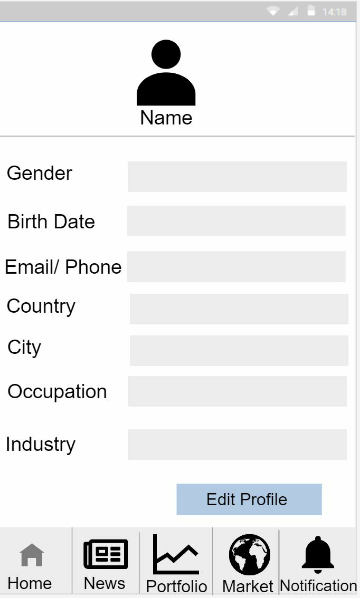 14:18
Name
Gender
Birth Date
Email/ Phone
Country
City
Occupation
Industry
Edit Profile
Home News Portfolio Market Notification